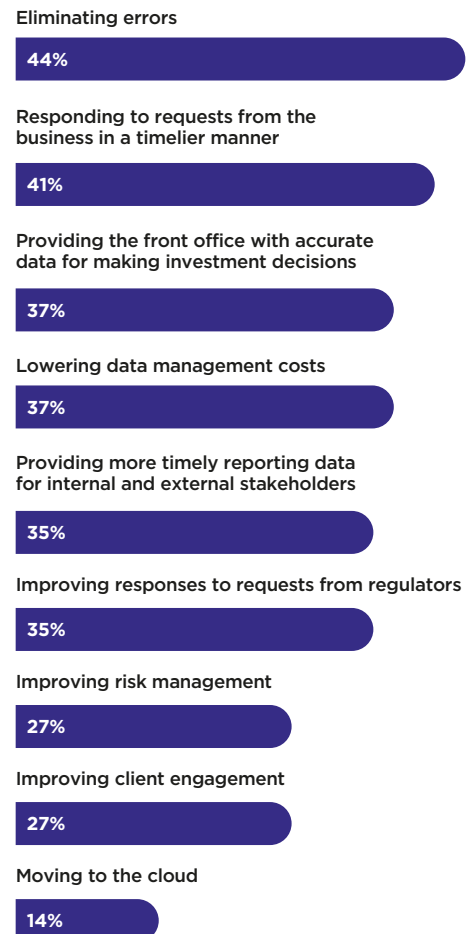 Eliminating errors
44%
Responding to requests from the
business in a timelier manner
41%
Providing the front office with accurate
data for making investment decisions
37%
Lowering data management costs
37%
Providing more timely reporting data
for internal and external stakeholders
35%
Improving responses to requests from regulators
35%
Improving risk management
27%
Improving client engagement
27%
Moving to the cloud
14%